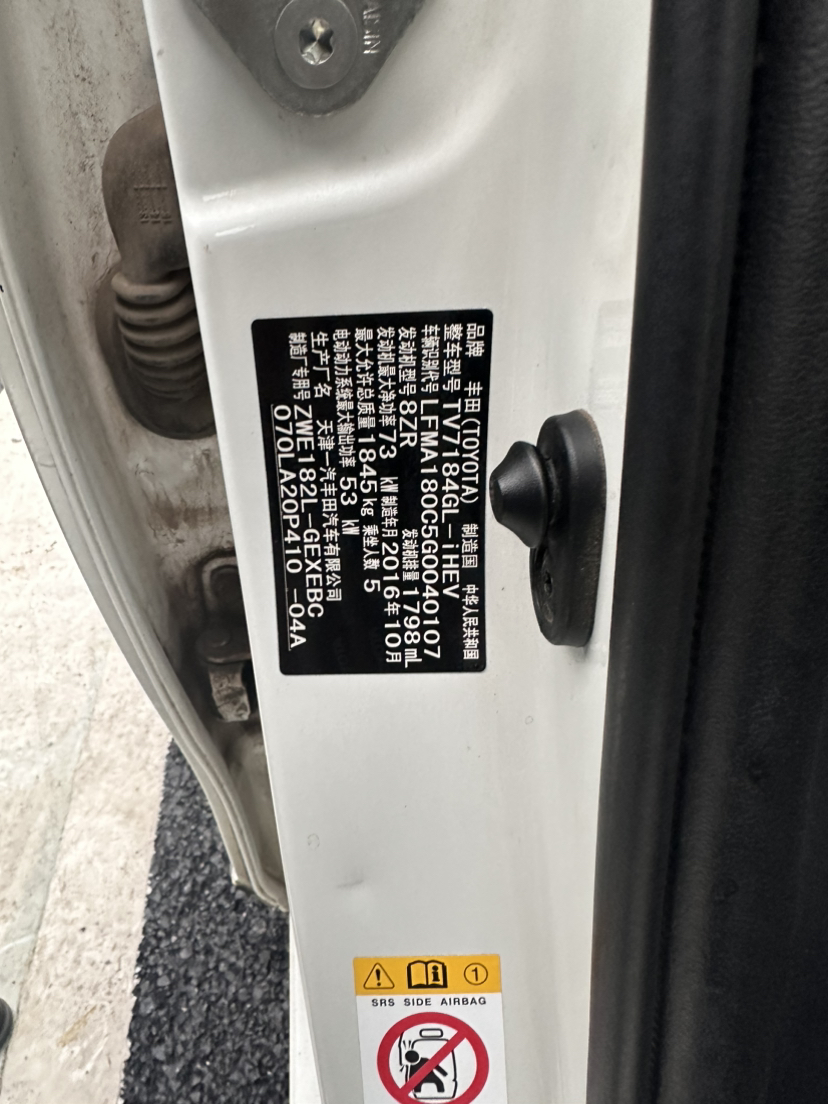 品牌 丰田(TOYOTA) 制造国 中华人民共和国
整车型号 TV7184GL-iHEV
车辆识别代号 LFMA180C5G0040107
发动机型号 8ZR 发动机排量 1798 mL
发动机最大净功率 73 kW 制造年月 2016年10月
最大允许总质量 1845 kg 乘坐人数 5
电动动力系统最大输出功率 53 kW
生产厂名 天津一汽丰田汽车有限公司
制造厂专用号 ZWE182L-GEXEBC
070LA20P410 -04A
1
SRS SIDE AIRBAG